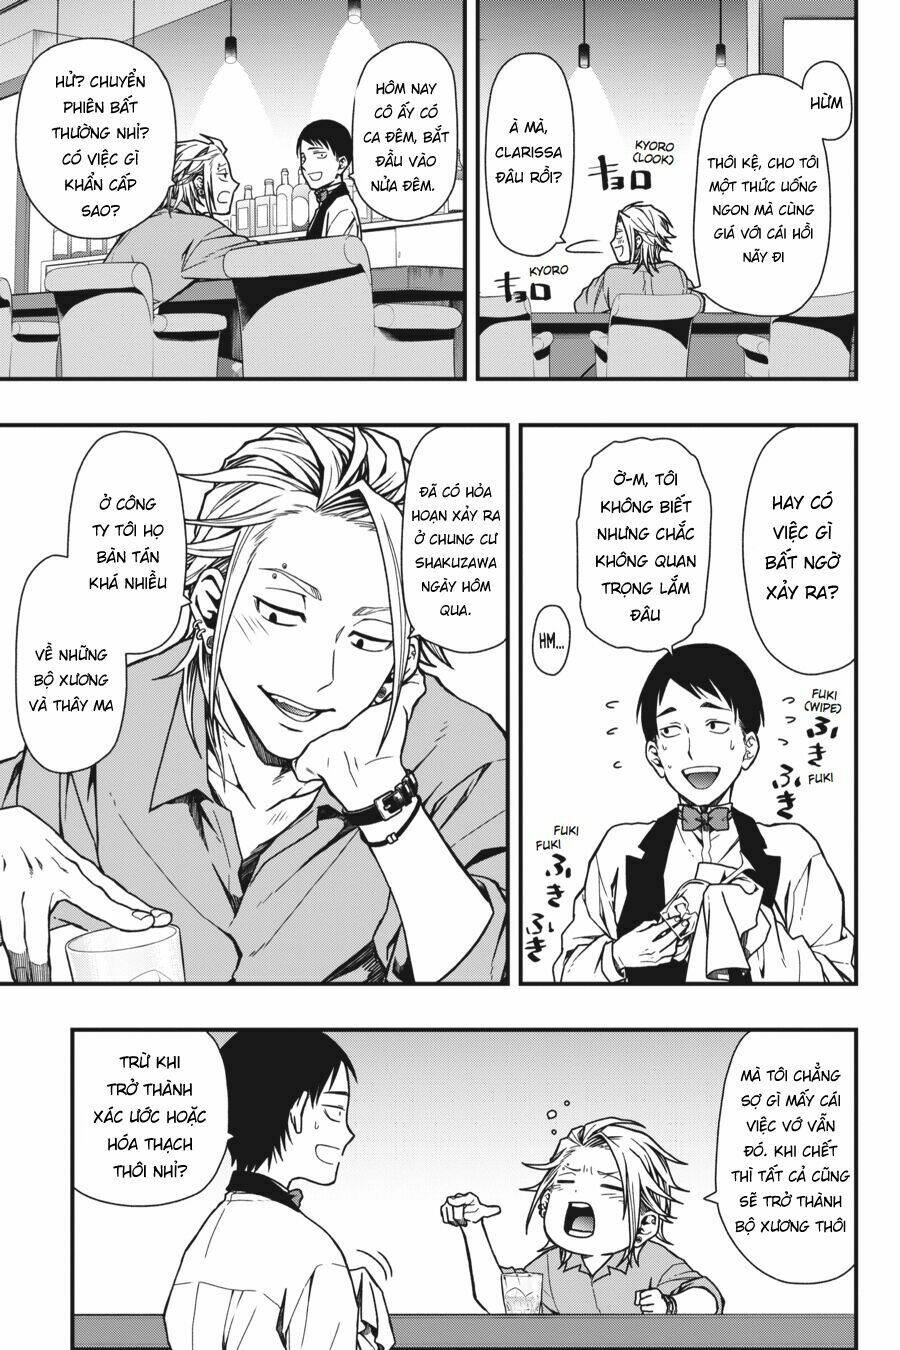 HỪM
THÔI KỆ, CHO TÔI
MỘT THỨC UỐNG
NGON MÀ CÙNG
GIÁ VỚI CÁI HỒI
NÃY ĐI
KYORO
(LOOK)
キョロ
À MÀ,
CLARISSA
ĐÂU RỒI?
KYORO
キョロ
HÔM NAY
CÔ ẤY CÓ
CA ĐÊM, BẮT
ĐẦU VÀO
NỬA ĐÊM.
HỬ? CHUYỂN
PHIÊN BẤT
THƯỜNG NHỈ?
CÓ VIỆC GÌ
KHẨN CẤP
SAO?
HAY CÓ
VIỆC GÌ
BẤT NGỜ
XẢY RA?
Ờ-M, TÔI
KHÔNG BIẾT
NHƯNG CHẮC
KHÔNG QUAN
TRỌNG LẮM
ĐÂU
HM...
FUKI
(WIPE)
ふき
FUKI
ふき
FUKI
FUKI
ふき
ふき
ĐÃ CÓ HỎA
HOẠN XẢY RA
Ở CHUNG CƯ
SHAKUZAWA
NGÀY HÔM
QUA.
Ở CÔNG
TY TÔI HỌ
BÀN TÁN
KHÁ NHIỀU
VỀ NHỮNG
BỘ XƯƠNG
VÀ THÂY MA
MÀ TÔI CHẲNG
SỢ GÌ MẤY CÁI
VIỆC VỚ VẪN
ĐÓ. KHI CHẾT
THÌ TẤT CẢ CŨNG
SẼ TRỞ THÀNH
BỘ XƯƠNG THÔI
TRỪ KHI
TRỞ THÀNH
XÁC ƯỚC HOẶC
HÓA THẠCH
THÔI NHỈ?